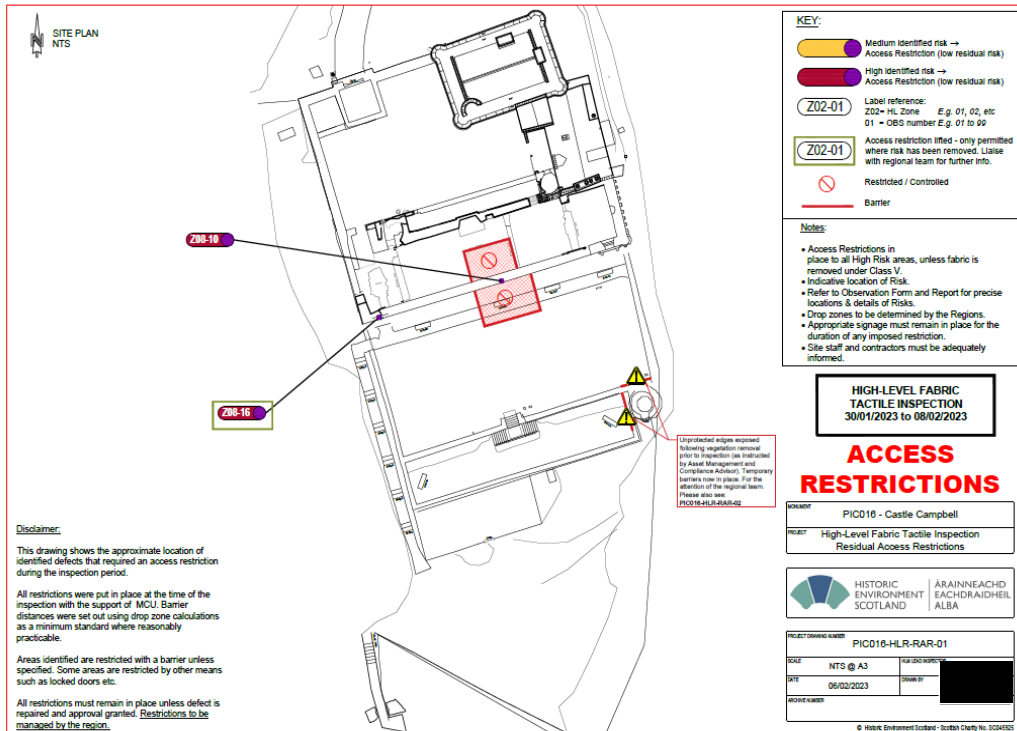 SITE PLAN
NTS
KEY:
Medium identified risk →
Access Restriction (low residual risk)
High identified risk →
Access Restriction (low residual risk)
Z02-01
Label reference:
Z02= HL Zone E.g. 01, 02, etc
01 = OBS number E.g. 01 to 99
Z02-01
Access restriction lifted - only permitted
where risk has been removed. Liaise
with regional team for further info.
Restricted / Controlled
Barrier
Notes:
• Access Restrictions in
place to all High Risk areas, unless fabric is
removed under Class V.
• Indicative location of Risk.
• Refer to Observation Form and Report for precise
locations & details of Risks.
• Drop zones to be determined by the Regions.
• Appropriate signage must remain in place for the
duration of any imposed restriction.
• Site staff and contractors must be adequately
informed.
Z08-10
Z08-16
Unprotected edges exposed
following vegetation removal
prior to inspection (as instructed
by Asset Management and
Compliance Advisor). Temporary
barriers now in place. For the
attention of the regional team.
Please also see:
PIC016-HLR-RAR-02
HIGH-LEVEL FABRIC
TACTILE INSPECTION
30/01/2023 to 08/02/2023
ACCESS
RESTRICTIONS
MONUMENT
PIC016 - Castle Campbell
PROJECT
High-Level Fabric Tactile Inspection
Residual Access Restrictions
HISTORIC
ENVIRONMENT
SCOTLAND
ÀRAINNEACHD
EACHDRAIDHEIL
ALBA
PROJECT DRAWING NUMBER
PIC016-HLR-RAR-01
SCALE
NTS @ A3
DATE
06/02/2023
DRAWN BY
ARCHIVE NUMBER
© Historic Environment Scotland - Scottish Charity No. SC045925
Disclaimer:
This drawing shows the approximate location of
identified defects that required an access restriction
during the inspection period.
All restrictions were put in place at the time of the
inspection with the support of MCU. Barrier
distances were set out using drop zone calculations
as a minimum standard where reasonably
practicable.
Areas identified are restricted with a barrier unless
specified. Some areas are restricted by other means
such as locked doors etc.
All restrictions must remain in place unless defect is
repaired and approval granted. Restrictions to be
managed by the region.